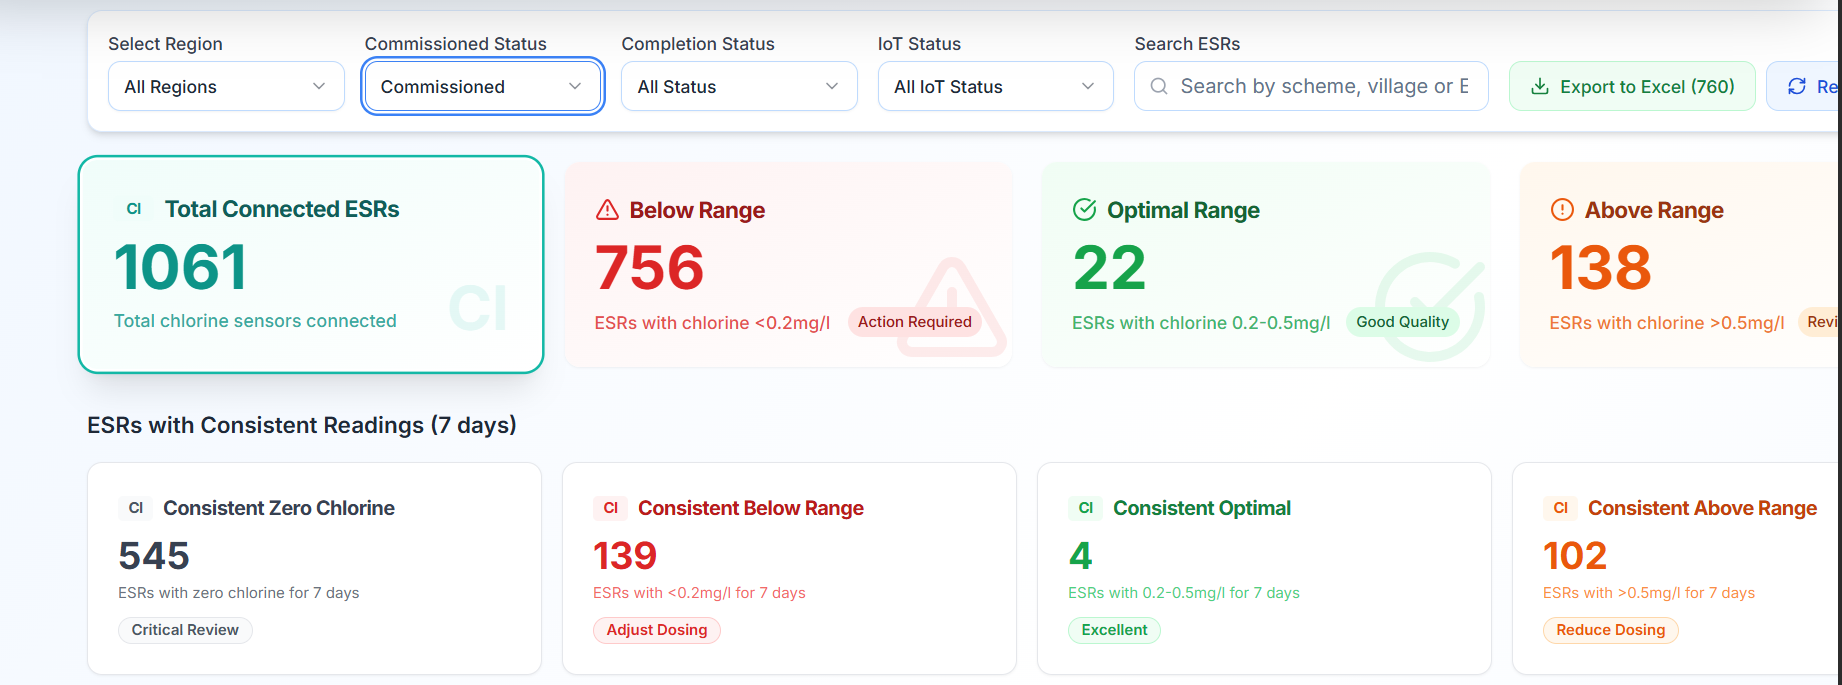 Select Region
Commissioned Status
Completion Status
IoT Status
Search ESRs
All Regions
Commissioned
All Status
All IoT Status
Search by scheme, village or E
Export to Excel (760)
Re
Cl Total Connected ESRs
1061
Total chlorine sensors connected
Cl
Below Range
756
ESRs with chlorine <0.2mg/l
Action Required
Optimal Range
22
ESRs with chlorine 0.2-0.5mg/l
Good Quality
Above Range
138
ESRs with chlorine >0.5mg/l
Revi
ESRs with Consistent Readings (7 days)
Cl Consistent Zero Chlorine
545
ESRs with zero chlorine for 7 days
Critical Review
Cl Consistent Below Range
139
ESRs with <0.2mg/l for 7 days
Adjust Dosing
Cl Consistent Optimal
4
ESRs with 0.2-0.5mg/l for 7 days
Excellent
Cl Consistent Above Range
102
ESRs with >0.5mg/l for 7 days
Reduce Dosing